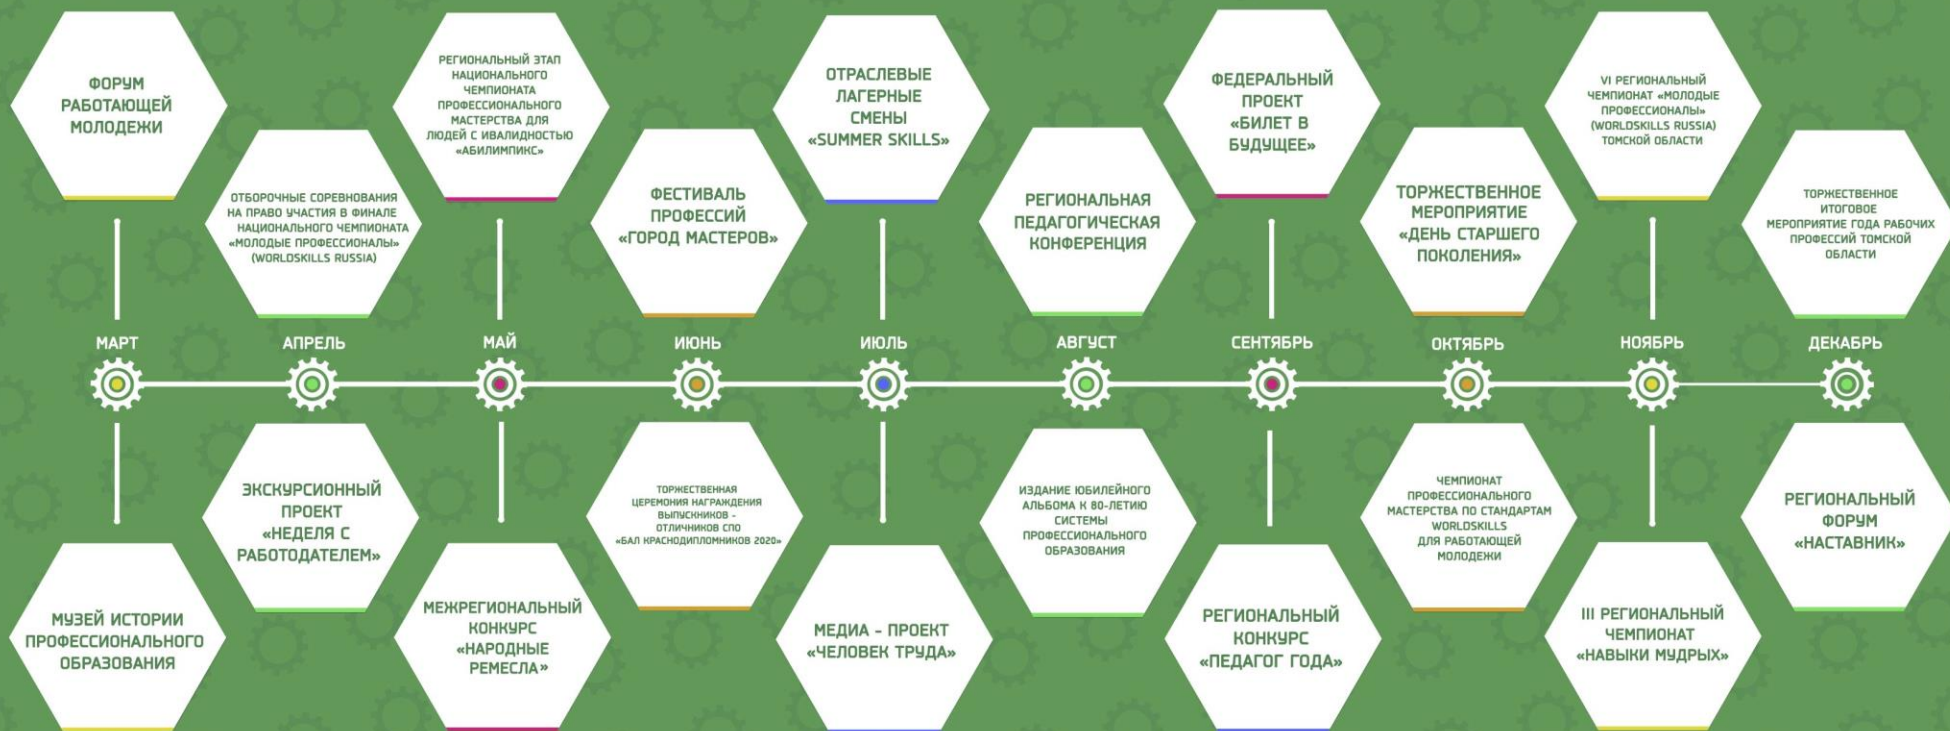 ФОРУМ
РАБОТАЮЩЕЙ
МОЛОДЕЖИ
ОТБОРОЧНЫЕ СОРЕВНОВАНИЯ
НА ПРАВО УЧАСТИЯ В ФИНАЛЕ
НАЦИОНАЛЬНОГО ЧЕМПИОНАТА
«МОЛОДЫЕ ПРОФЕССИОНАЛЫ»
(WORLDSKILLS RUSSIA)
РЕГИОНАЛЬНЫЙ ЭТАП
НАЦИОНАЛЬНОГО
ЧЕМПИОНАТА
ПРОФЕССИОНАЛЬНОГО
МАСТЕРСТВА ДЛЯ
ЛЮДЕЙ С ИВАЛИДНОСТЬЮ
«АБИЛИМПИКС»
ФЕСТИВАЛЬ
ПРОФЕССИЙ
«ГОРОД МАСТЕРОВ»
ОТРАСЛЕВЫЕ
ЛАГЕРНЫЕ
СМЕНЫ
«SUMMER SKILLS»
РЕГИОНАЛЬНАЯ
ПЕДАГОГИЧЕСКАЯ
КОНФЕРЕНЦИЯ
ФЕДЕРАЛЬНЫЙ
ПРОЕКТ
«БИЛЕТ В
БУДУЩЕЕ»
ТОРЖЕСТВЕННОЕ
МЕРОПРИЯТИЕ
«ДЕНЬ СТАРШЕГО
ПОКОЛЕНИЯ»
VI РЕГИОНАЛЬНЫЙ
ЧЕМПИОНАТ «МОЛОДЫЕ
ПРОФЕССИОНАЛЫ»
(WORLDSKILLS RUSSIA)
ТОМСКОЙ ОБЛАСТИ
ТОРЖЕСТВЕННОЕ
ИТОГОВОЕ
МЕРОПРИЯТИЕ ГОДА РАБОЧИХ
ПРОФЕССИЙ ТОМСКОЙ
ОБЛАСТИ
МАРТ
АПРЕЛЬ
МАЙ
ИЮНЬ
ИЮЛЬ
АВГУСТ
СЕНТЯБРЬ
ОКТЯБРЬ
НОЯБРЬ
ДЕКАБРЬ
МУЗЕЙ ИСТОРИИ
ПРОФЕССИОНАЛЬНОГО
ОБРАЗОВАНИЯ
ЭКСКУРСИОННЫЙ
ПРОЕКТ
«НЕДЕЛЯ С
РАБОТОДАТЕЛЕМ»
МЕЖРЕГИОНАЛЬНЫЙ
КОНКУРС
«НАРОДНЫЕ
РЕМЕСЛА»
ТОРЖЕСТВЕННАЯ
ЦЕРЕМОНИЯ НАГРАЖДЕНИЯ
ВЫПУСКНИКОВ -
ОТЛИЧНИКОВ СПО
«БАЛ КРАСНОДИПЛОМНИКОВ 2020»
МЕДИА - ПРОЕКТ
«ЧЕЛОВЕК ТРУДА»
ИЗДАНИЕ ЮБИЛЕЙНОГО
АЛЬБОМА К 80-ЛЕТИЮ
СИСТЕМЫ
ПРОФЕССИОНАЛЬНОГО
ОБРАЗОВАНИЯ
РЕГИОНАЛЬНЫЙ
КОНКУРС
«ПЕДАГОГ ГОДА»
ЧЕМПИОНАТ
ПРОФЕССИОНАЛЬНОГО
МАСТЕРСТВА ПО СТАНДАРТАМ
WORLDSKILLS
ДЛЯ РАБОТАЮЩЕЙ
МОЛОДЕЖИ
III РЕГИОНАЛЬНЫЙ
ЧЕМПИОНАТ
«НАВЫКИ МУДРЫХ»
РЕГИОНАЛЬНЫЙ
ФОРУМ
«НАСТАВНИК»